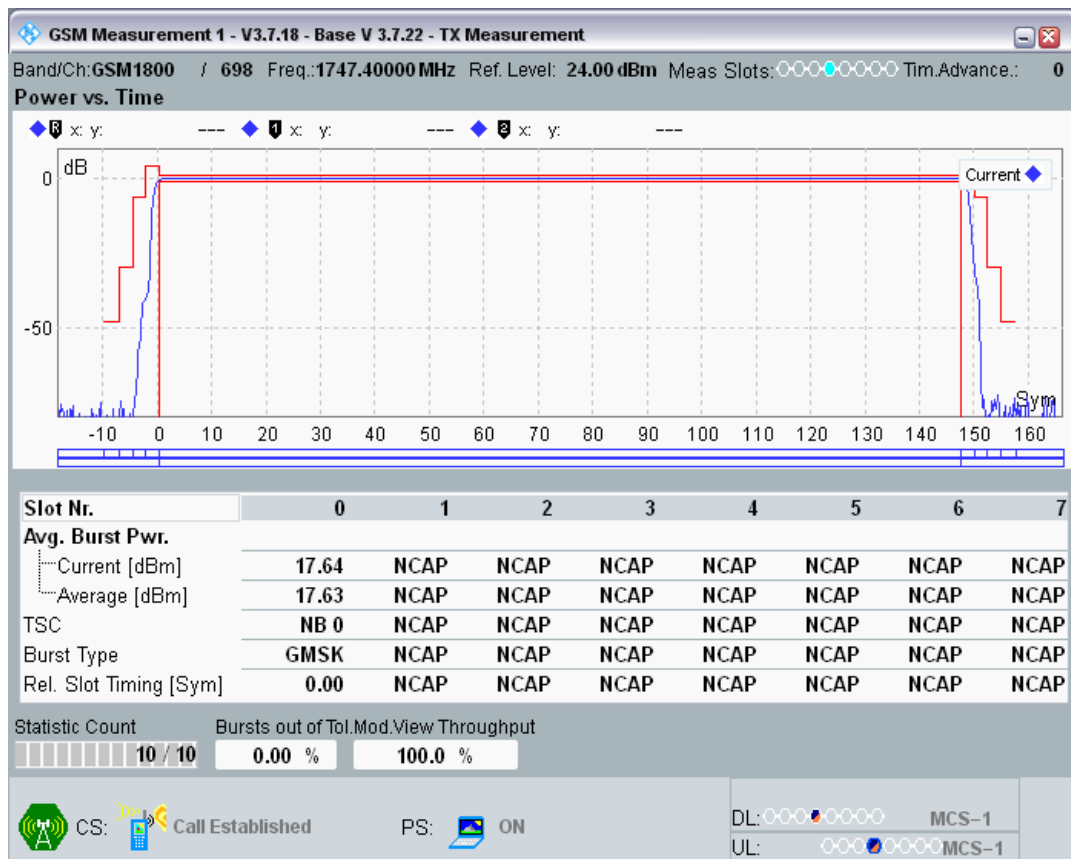 GSM Measurement 1 - V3.7.18 - Base V 3.7.22 - TX Measurement
Band/Ch:GSM1800 / 698 Freq.:1747.40000 MHz Ref. Level: 24.00 dBm Meas Slots: Tim.Advance.: 0
Power vs. Time
R x: y: --- 1 x: y: --- 2 x: y: ---
dB
0
Current
-50
Sym
-10 0 10 20 30 40 50 60 70 80 90 100 110 120 130 140 150 160
Slot Nr. 0 1 2 3 4 5 6 7
Avg. Burst Pwr.
Current [dBm] 17.64 NCAP NCAP NCAP NCAP NCAP NCAP NCAP
Average [dBm] 17.63 NCAP NCAP NCAP NCAP NCAP NCAP NCAP
TSC NB 0 NCAP NCAP NCAP NCAP NCAP NCAP NCAP
Burst Type GMSK NCAP NCAP NCAP NCAP NCAP NCAP NCAP
Rel. Slot Timing [Sym] 0.00 NCAP NCAP NCAP NCAP NCAP NCAP NCAP
Statistic Count Bursts out of Tol.Mod.View Throughput
10 / 10 0.00 % 100.0 %
CS: Call Established PS: ON
DL: MCS-1
UL: MCS-1